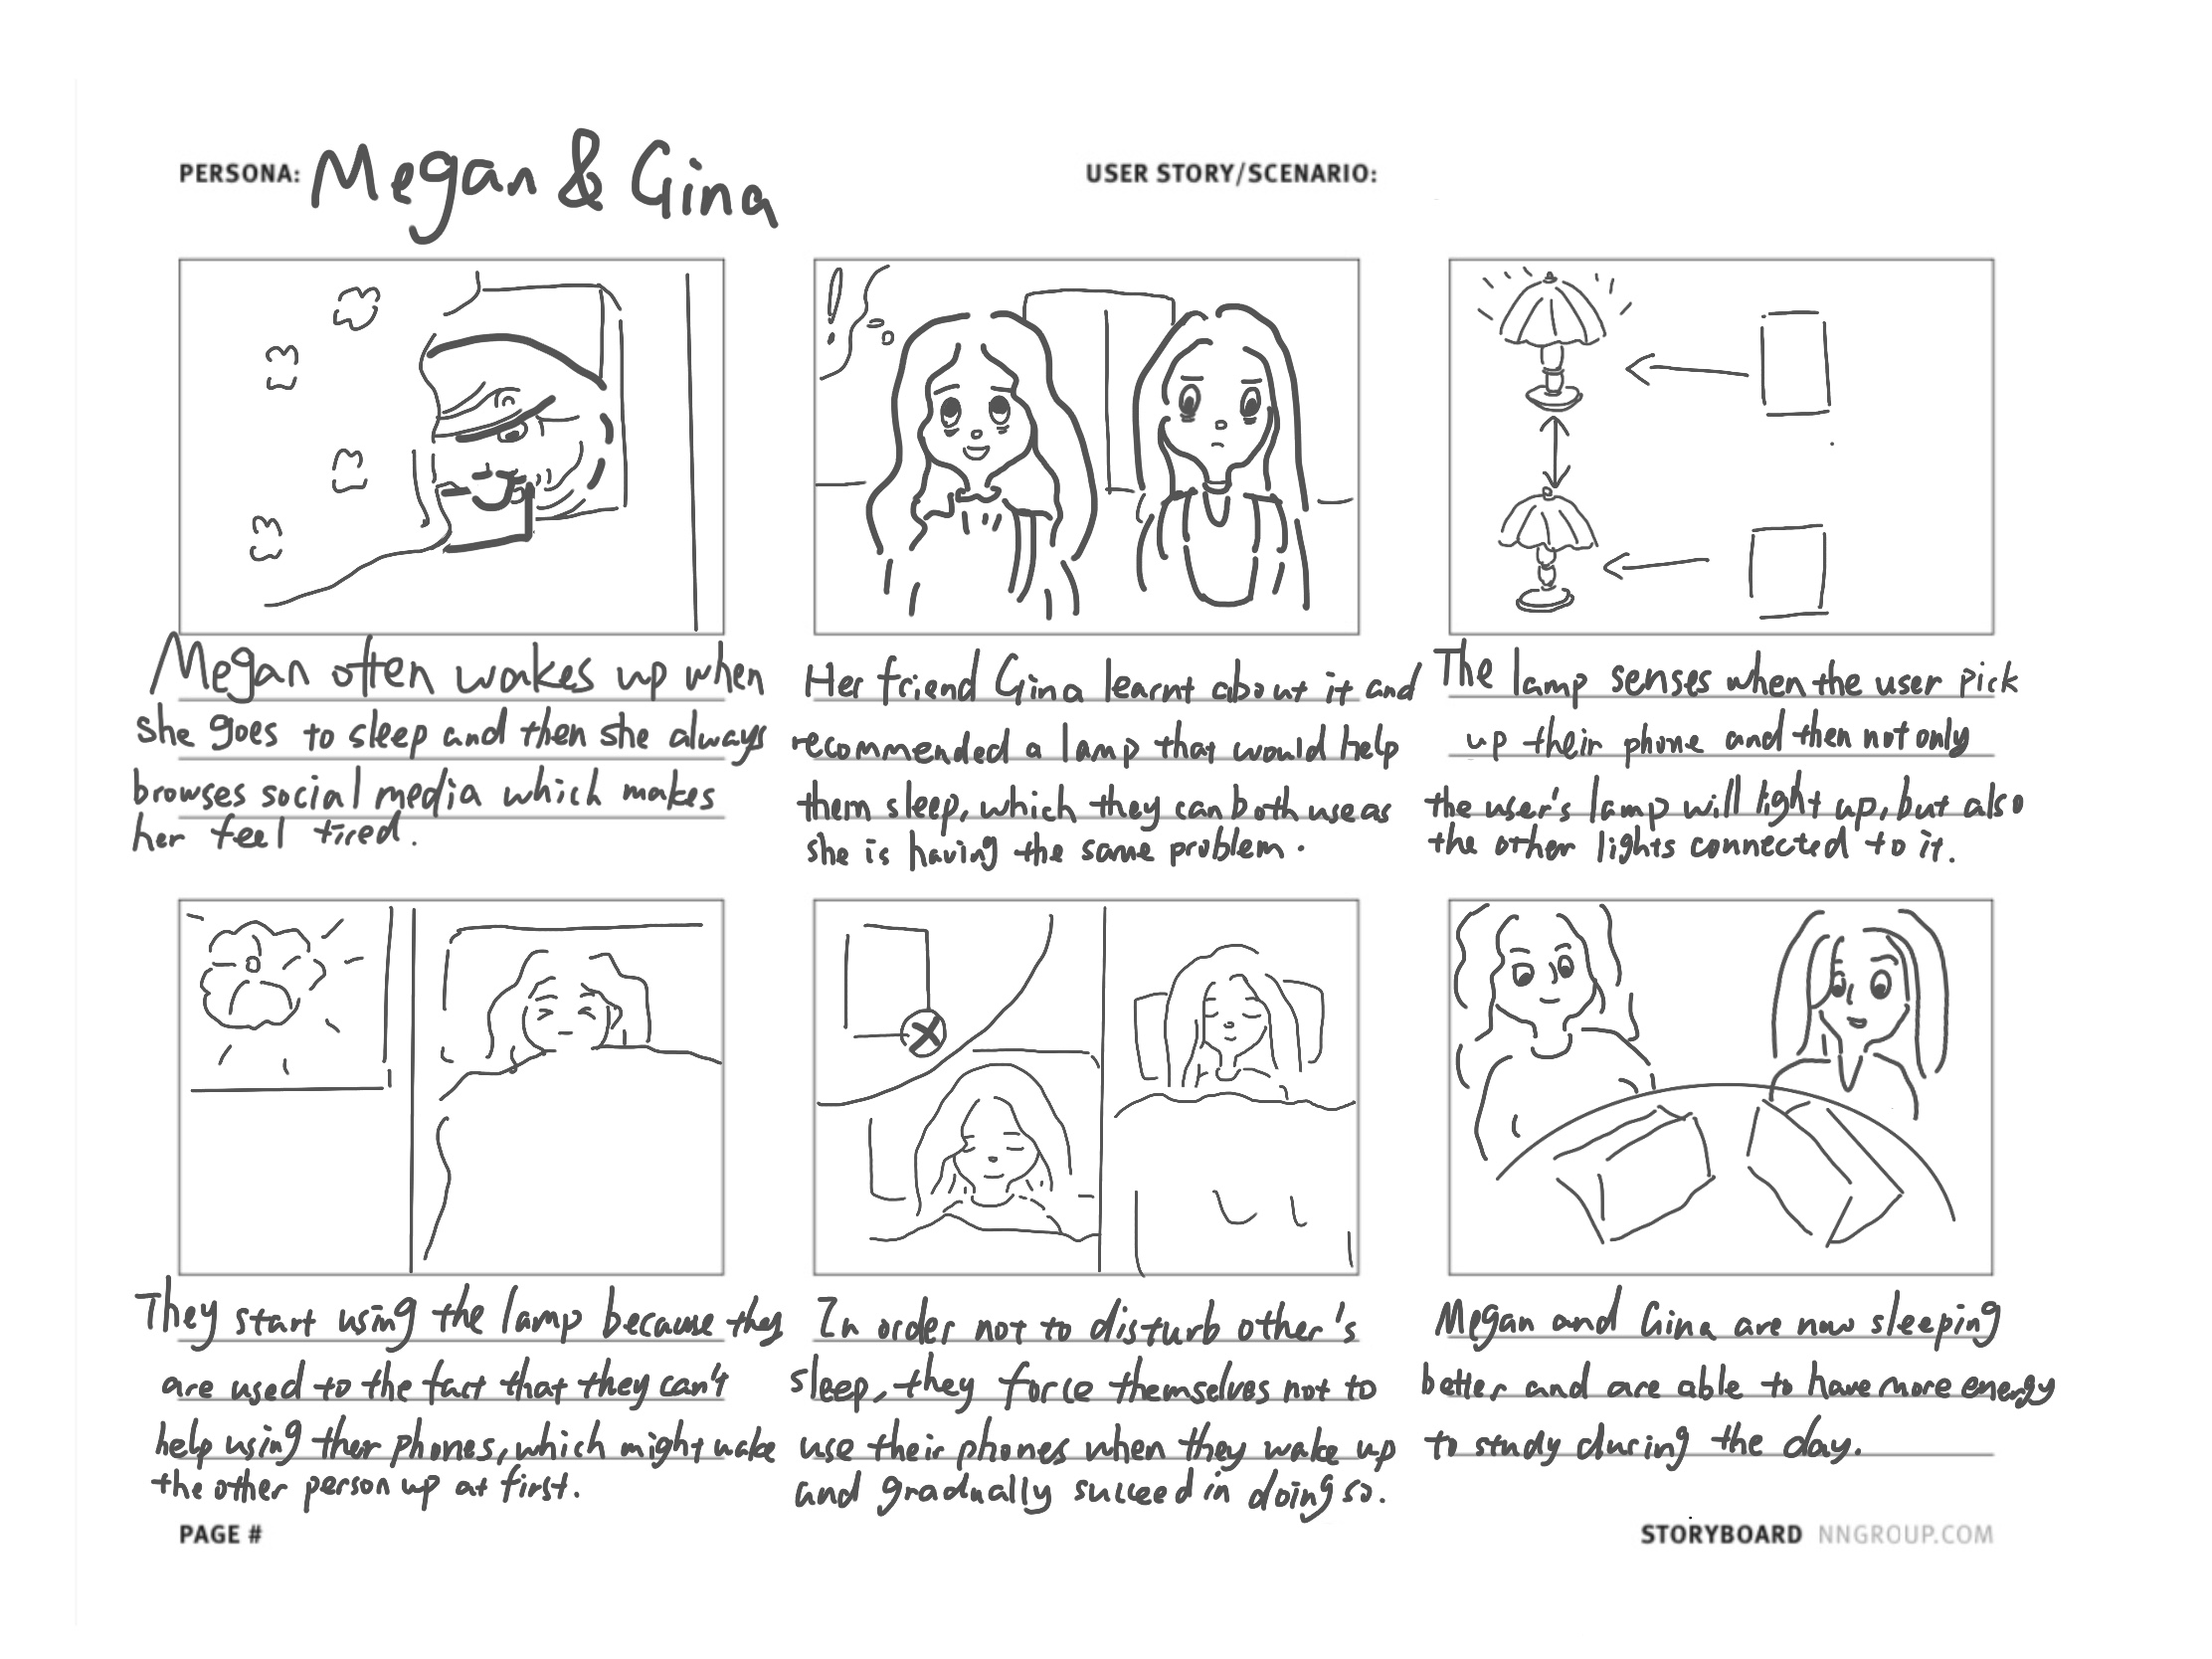 PERSONA: Megan & Gina
USER STORY/SCENARIO:
Megan often wakes up when
she goes to sleep and then she always
browses social media which makes
her feel tired.
Her friend Gina learnt about it and
recommended a lamp that would help
them sleep, which they can both use as
she is having the same problem.
The lamp senses when the user pick
up their phone and then not only
the user's lamp will light up, but also
the other lights connected to it.
They start using the lamp because they
are used to the fact that they can't
help using ther phones, which might wake
the other person up at first.
In order not to disturb other's
sleep, they force themselves not to
use their phones when they wake up
and gradually succeed in doing so.
Megan and Gina are now sleeping
better and are able to have more energy
to study during the day.
PAGE #
STORYBOARD NNGROUP.COM